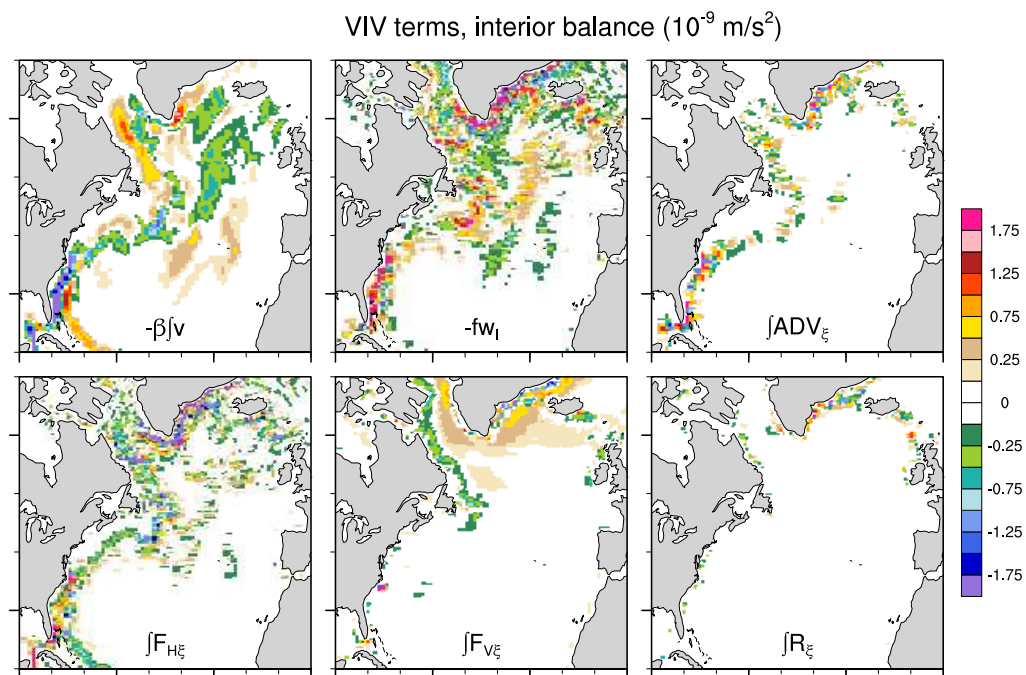 VIV terms, interior balance (10⁻⁹ m/s²)
-β∫v
-fw_I
∫ADV_ξ
∫F_Hξ
∫F_Vξ
∫R_ξ
1.75
1.25
0.75
0.25
0
-0.25
-0.75
-1.25
-1.75